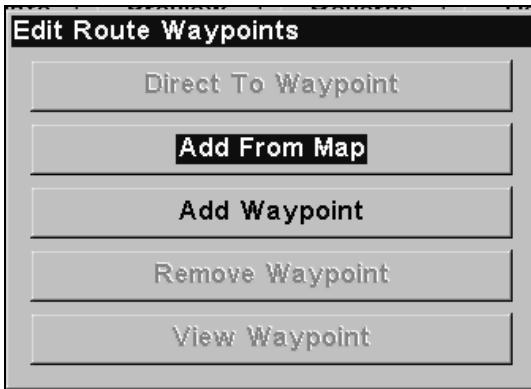 Edit Route Waypoints
Direct To Waypoint
Add From Map
Add Waypoint
Remove Waypoint
View Waypoint